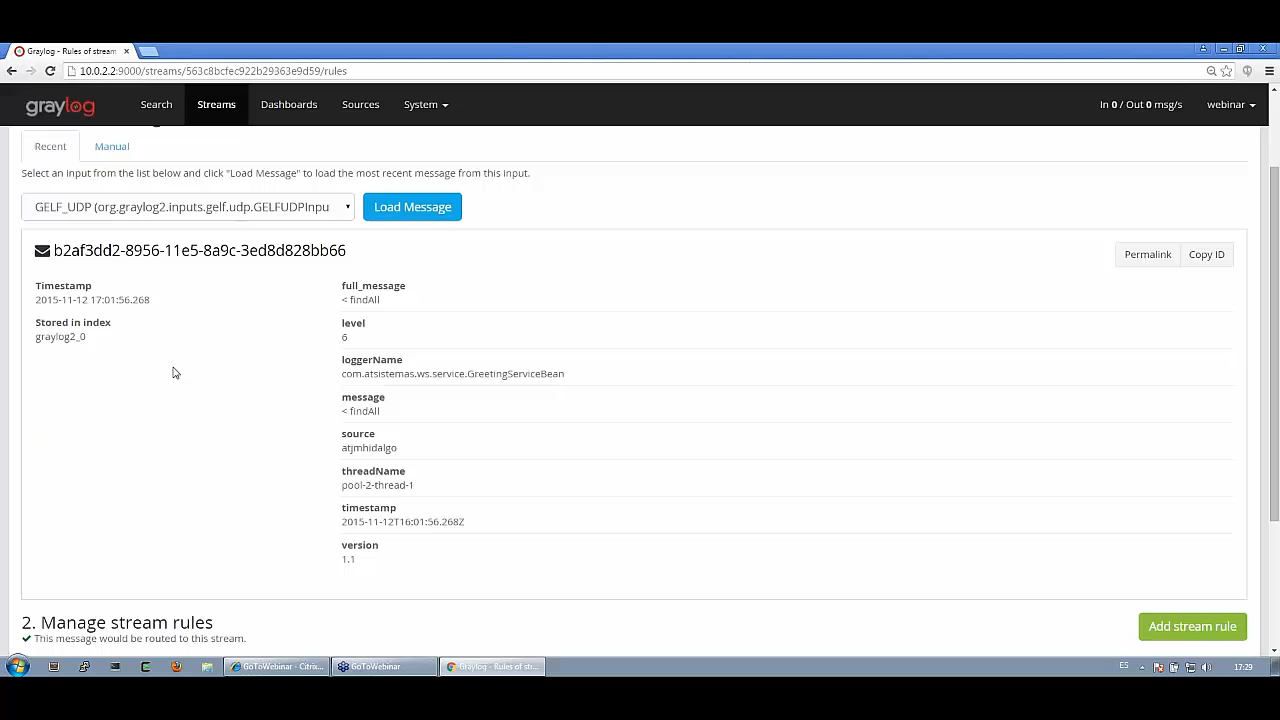 Graylog - Rules of stream
10.0.2.2:9000/streams/563c8bcfec922b29363e9d59/rules
graylog
Search
Streams
Dashboards
Sources
System
In 0 / Out 0 msg/s
webinar
Recent
Manual
Select an input from the list below and click "Load Message" to load the most recent message from this input.
GELF_UDP (org.graylog2.inputs.gelf.udp.GELFUDPInpu
Load Message
b2af3dd2-8956-11e5-8a9c-3ed8d828bb66
Permalink
Copy ID
Timestamp
2015-11-12 17:01:56.268
Stored in index
graylog2_0
full_message
< findAll
level
6
loggerName
com.atsistemas.ws.service.GreetingServiceBean
message
< findAll
source
atjmhidalgo
threadName
pool-2-thread-1
timestamp
2015-11-12T16:01:56.268Z
version
1.1
2. Manage stream rules
This message would be routed to this stream.
Add stream rule
GoToWebinar - Citrix...
GoToWebinar
Graylog - Rules of str...
ES
17:29